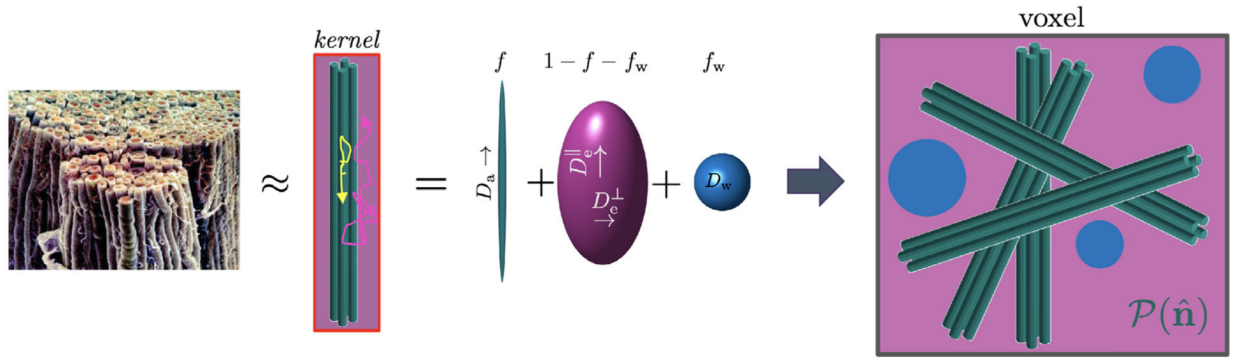 kernel
f
1 − f − f_w
f_w
voxel
≈
=
D_a →
+
D_e^∥ →
D_e^⊥ →
+
D_w
P(n̂)